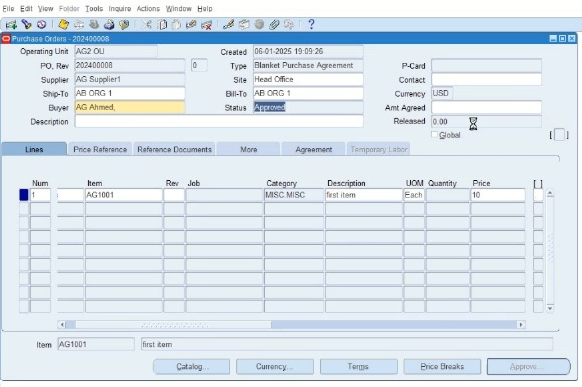 File Edit View Folder Tools Inquire Actions Window Help
Purchase Orders - 202400008
Operating Unit AG2 OU Created 06-01-2025 19:09:26
PO, Rev 202400008 0 Type Blanket Purchase Agreement P-Card
Supplier AG Supplier1 Site Head Office Contact
Ship-To AB ORG 1 Bill-To AB ORG 1 Currency USD
Buyer AG Ahmed, Status Approved Amt Agreed
Description Released 0.00
Global [ ]
Lines Price Reference Reference Documents More Agreement Temporary Labor
Num Item Rev Job Category Description UOM Quantity Price [ ]
1 AG1001 MISC.MISC first item Each 10
Item AG1001 first item
Catalog... Currency... Terms Price Breaks Approve...